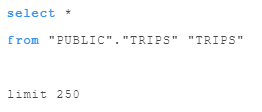 select *
from "PUBLIC"."TRIPS" "TRIPS"
limit 250